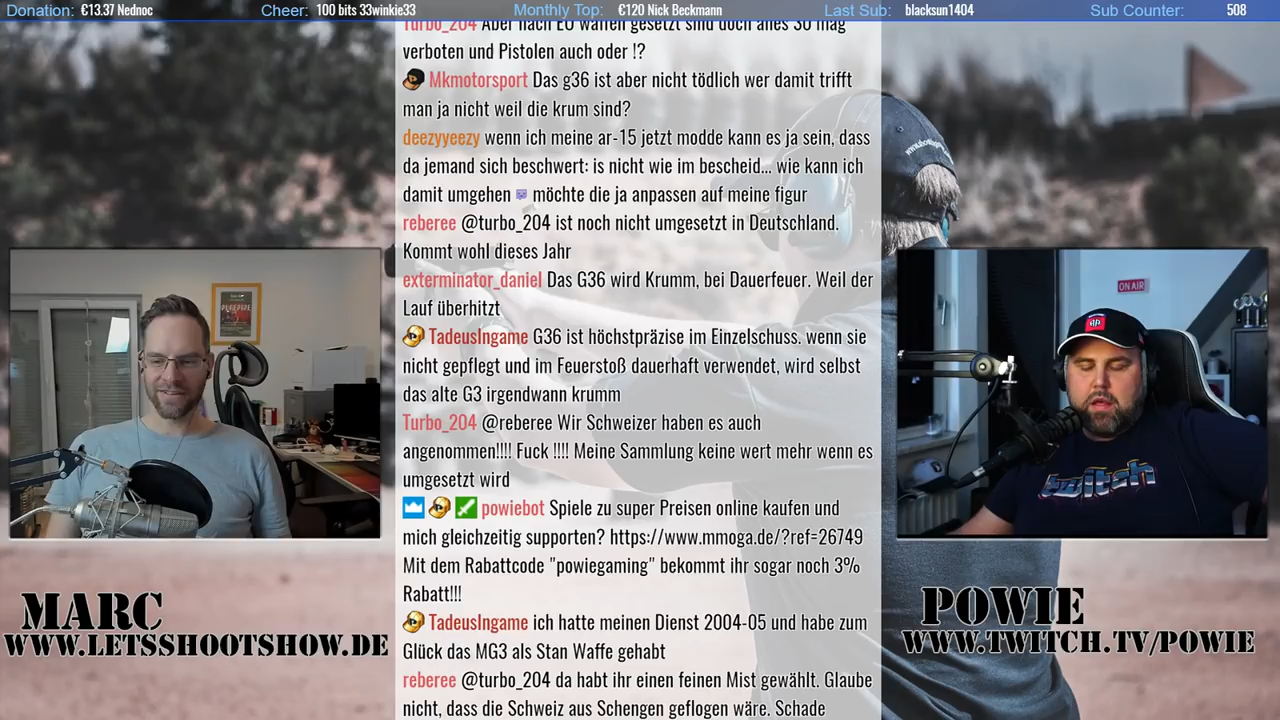 Donation: €13.37 Nednoc Cheer: 100 bits 33winkie33 Monthly Top: €120 Nick Beckmann Last Sub: blacksun1404 Sub Counter: 508
Turbo_204 Aber nach EU waffen gesetzt sind doch alles 30 mag
verboten und Pistolen auch oder !?
Mkmotorsport Das g36 ist aber nicht tödlich wer damit trifft
man ja nicht weil die krum sind?
deezyyeezy wenn ich meine ar-15 jetzt modde kann es ja sein, dass
da jemand sich beschwert: is nicht wie im bescheid... wie kann ich
damit umgehen möchte die ja anpassen auf meine figur
reberee @turbo_204 ist noch nicht umgesetzt in Deutschland.
Kommt wohl dieses Jahr
exterminator_daniel Das G36 wird Krumm, bei Dauerfeuer. Weil der
Lauf überhitzt
TadeusIngame G36 ist höchstpräzise im Einzelschuss. wenn sie
nicht gepflegt und im Feuerstoß dauerhaft verwendet, wird selbst
das alte G3 irgendwann krumm
Turbo_204 @reberee Wir Schweizer haben es auch
angenommen!!!! Fuck !!!! Meine Sammlung keine wert mehr wenn es
umgesetzt wird
powiebot Spiele zu super Preisen online kaufen und
mich gleichzeitig supporten? https://www.mmoga.de/?ref=26749
Mit dem Rabattcode "powiegaming" bekommt ihr sogar noch 3%
Rabatt!!!
TadeusIngame ich hatte meinen Dienst 2004-05 und habe zum
Glück das MG3 als Stan Waffe gehabt
reberee @turbo_204 da habt ihr einen feinen Mist gewählt. Glaube
nicht, dass die Schweiz aus Schengen geflogen wäre. Schade
MARC
WWW.LETSSHOOTSHOW.DE
ON AIR
twitch
POWIE
WWW.TWITCH.TV/POWIE